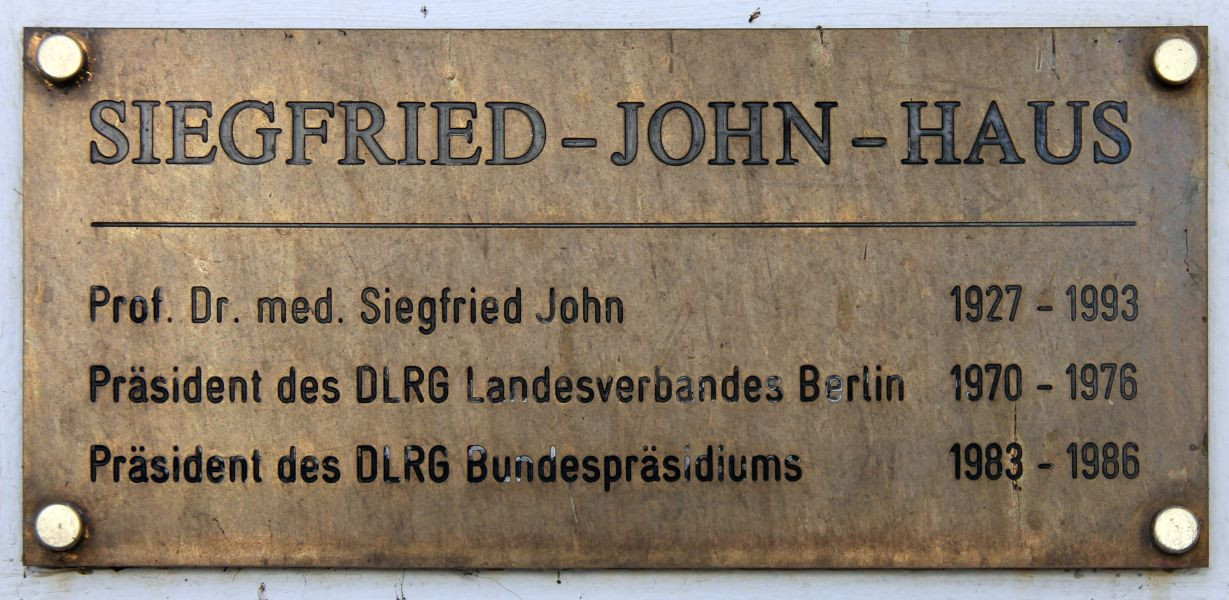 SIEGFRIED-JOHN-HAUS
Prof. Dr. med. Siegfried John 1927 - 1993
Präsident des DLRG Landesverbandes Berlin 1970 - 1976
Präsident des DLRG Bundespräsidiums 1983 - 1986